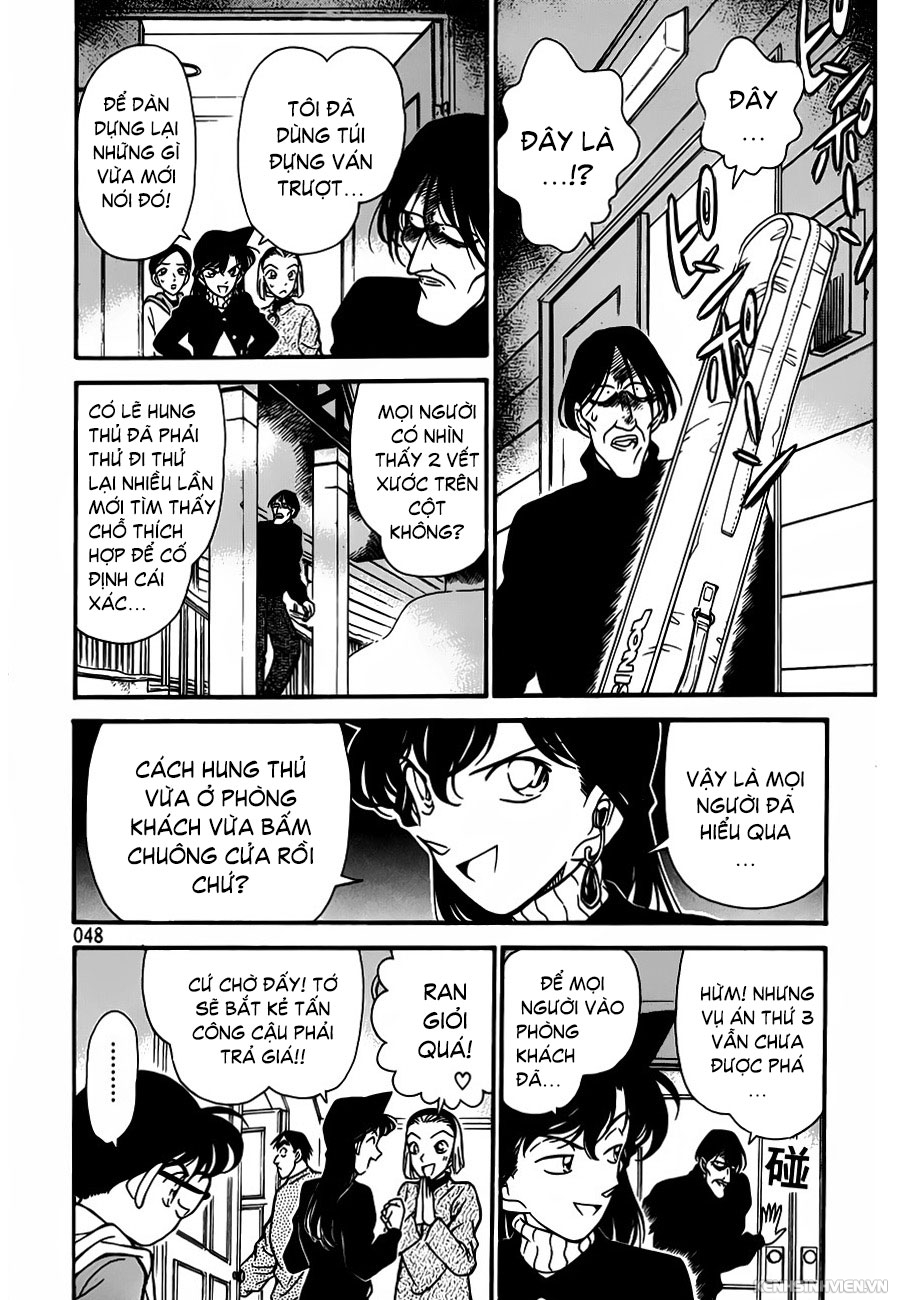 ĐÂY
...
ĐÂY LÀ
...!?
TÔI ĐÃ
DÙNG TÚI
ĐỰNG VÁN
TRƯỢT...
ĐỂ DÀN
DỰNG LẠI
NHỮNG GÌ
VỪA MỚI
NÓI ĐÓ!
MỌI NGƯỜI
CÓ NHÌN
THẤY 2 VẾT
XƯỚC TRÊN
CỘT
KHÔNG?
CÓ LẼ HUNG
THỦ ĐÃ PHẢI
THỬ ĐI THỬ
LẠI NHIỀU LẦN
MỚI TÌM THẤY
CHỖ THÍCH
HỢP ĐỂ CỐ
ĐỊNH CÁI
XÁC...
VẬY LÀ MỌI
NGƯỜI ĐÃ
HIỂU QUA
...
CÁCH HUNG THỦ
VỪA Ở PHÒNG
KHÁCH VỪA BẤM
CHUÔNG CỬA RỒI
CHỨ?
048
HỪM! NHƯNG
VỤ ÁN THỨ 3
VẪN CHƯA
ĐƯỢC PHÁ
...
碰
ĐỂ MỌI
NGƯỜI VÀO
PHÒNG
KHÁCH
ĐÃ...
RAN
GIỎI
QUÁ!
CỨ CHỜ ĐẤY! TỚ
SẼ BẮT KẺ TẤN
CÔNG CẬU PHẢI
TRẢ GIÁ!!
........
KENHSINHVIEN.VN